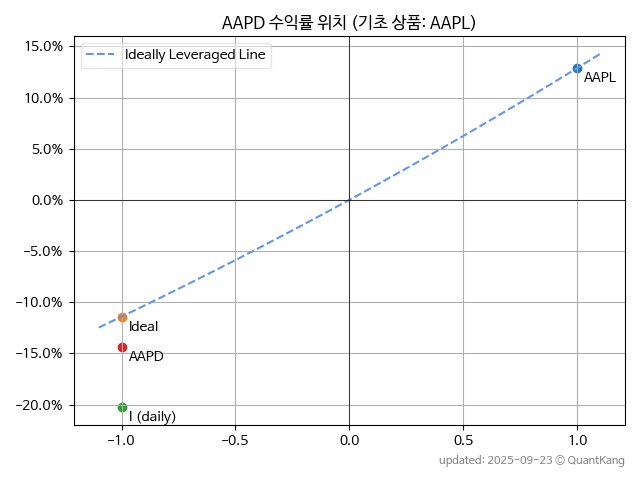 AAPD 수익률 위치 (기초 상품: AAPL)
Ideally Leveraged Line
15.0%
10.0%
5.0%
0.0%
−5.0%
−10.0%
−15.0%
−20.0%
AAPL
Ideal
AAPD
I (daily)
−1.0 −0.5 0.0 0.5 1.0
updated: 2025-09-23 © QuantKang